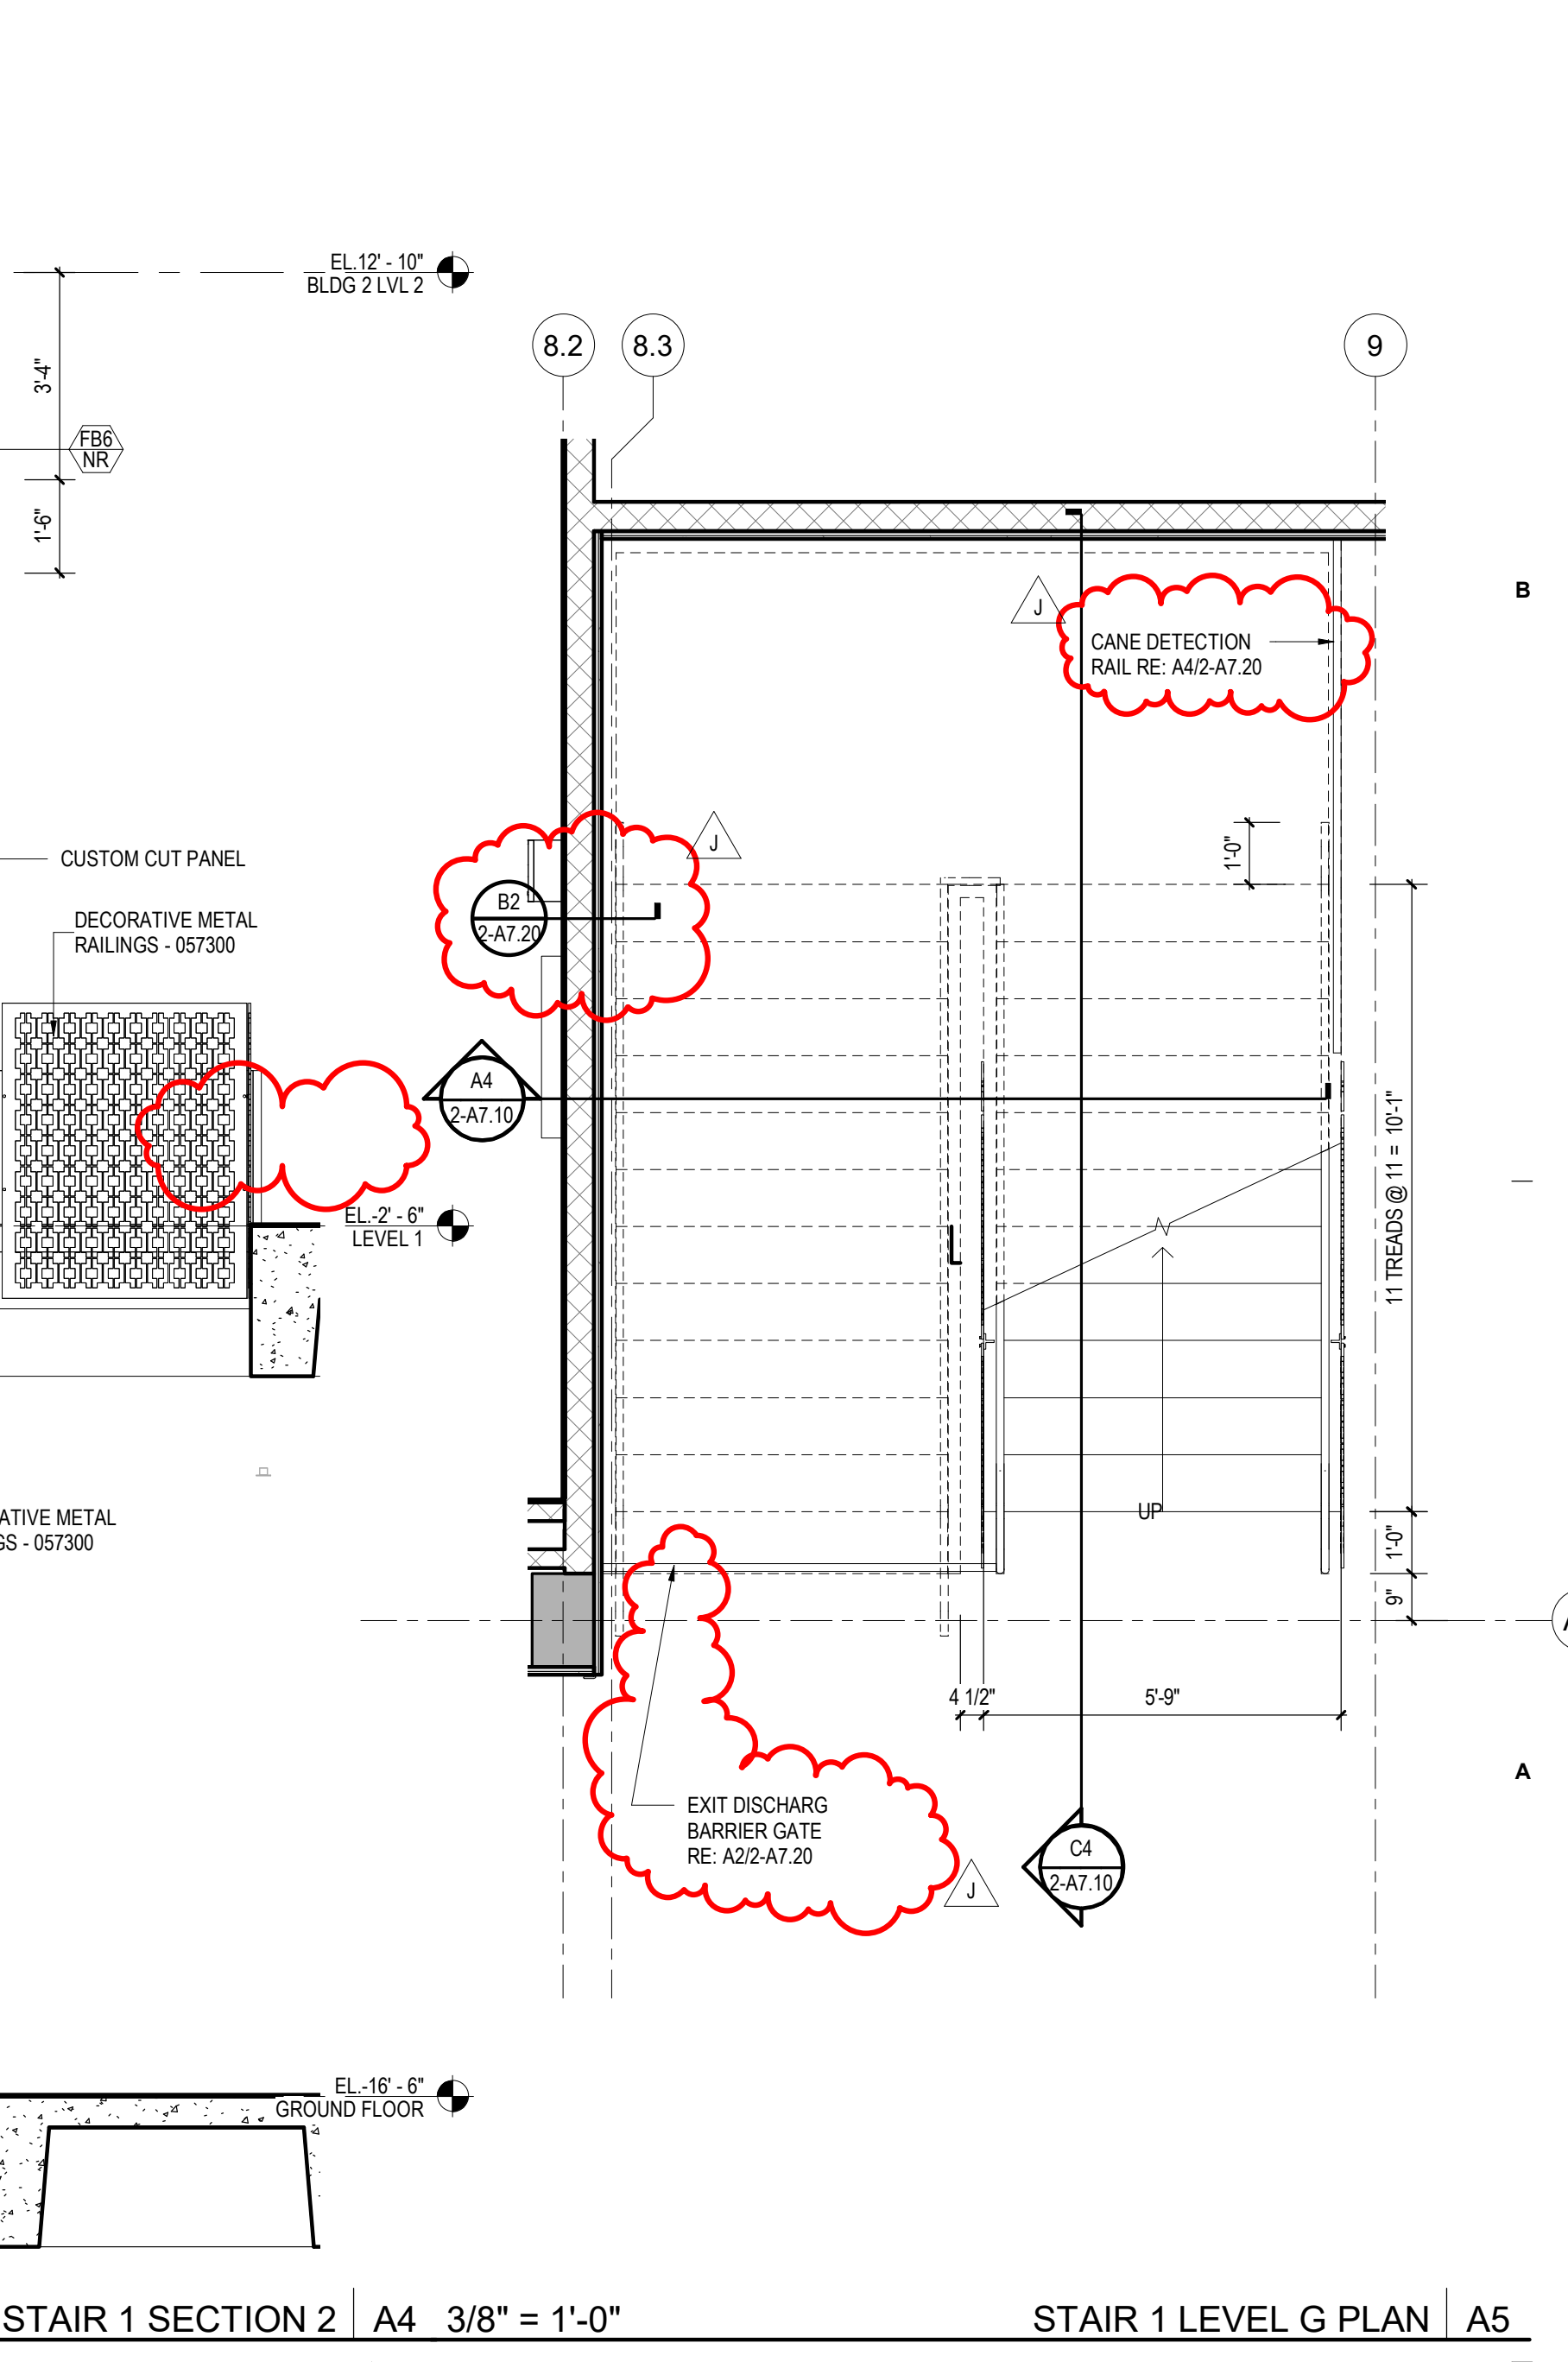 EL.12' - 10"
BLDG 2 LVL 2
8.2
8.3
9
3'-4"
FB6
NR
1'-6"
B
J
CANE DETECTION
RAIL RE: A4/2-A7.20
J
1'-0"
CUSTOM CUT PANEL
B2
2-A7.20
DECORATIVE METAL
RAILINGS - 057300
A4
2-A7.10
11 TREADS @ 11 = 10'-1"
EL.-2' - 6"
LEVEL 1
UP
ATIVE METAL
GS - 057300
1'-0"
9"
4 1/2"
5'-9"
A
EXIT DISCHARG
BARRIER GATE
RE: A2/2-A7.20
J
C4
2-A7.10
EL.-16' - 6"
GROUND FLOOR
STAIR 1 SECTION 2
A4
3/8" = 1'-0"
STAIR 1 LEVEL G PLAN
A5